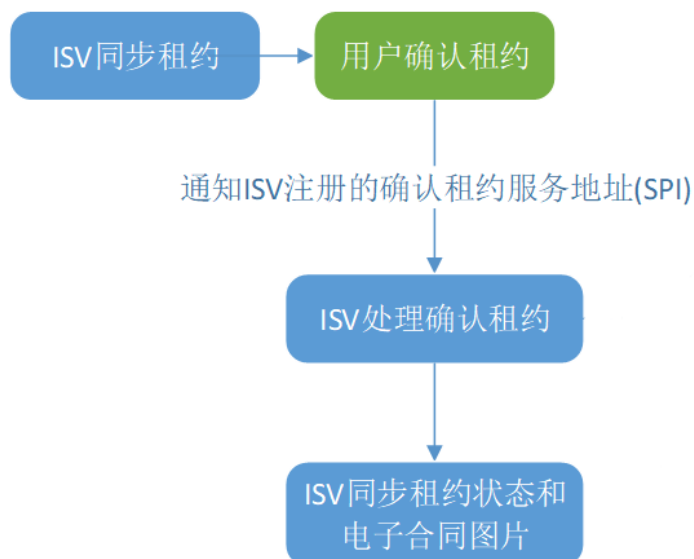 ISV同步租约
用户确认租约
通知ISV注册的确认租约服务地址(SPI)
ISV处理确认租约
ISV同步租约状态和
电子合同图片